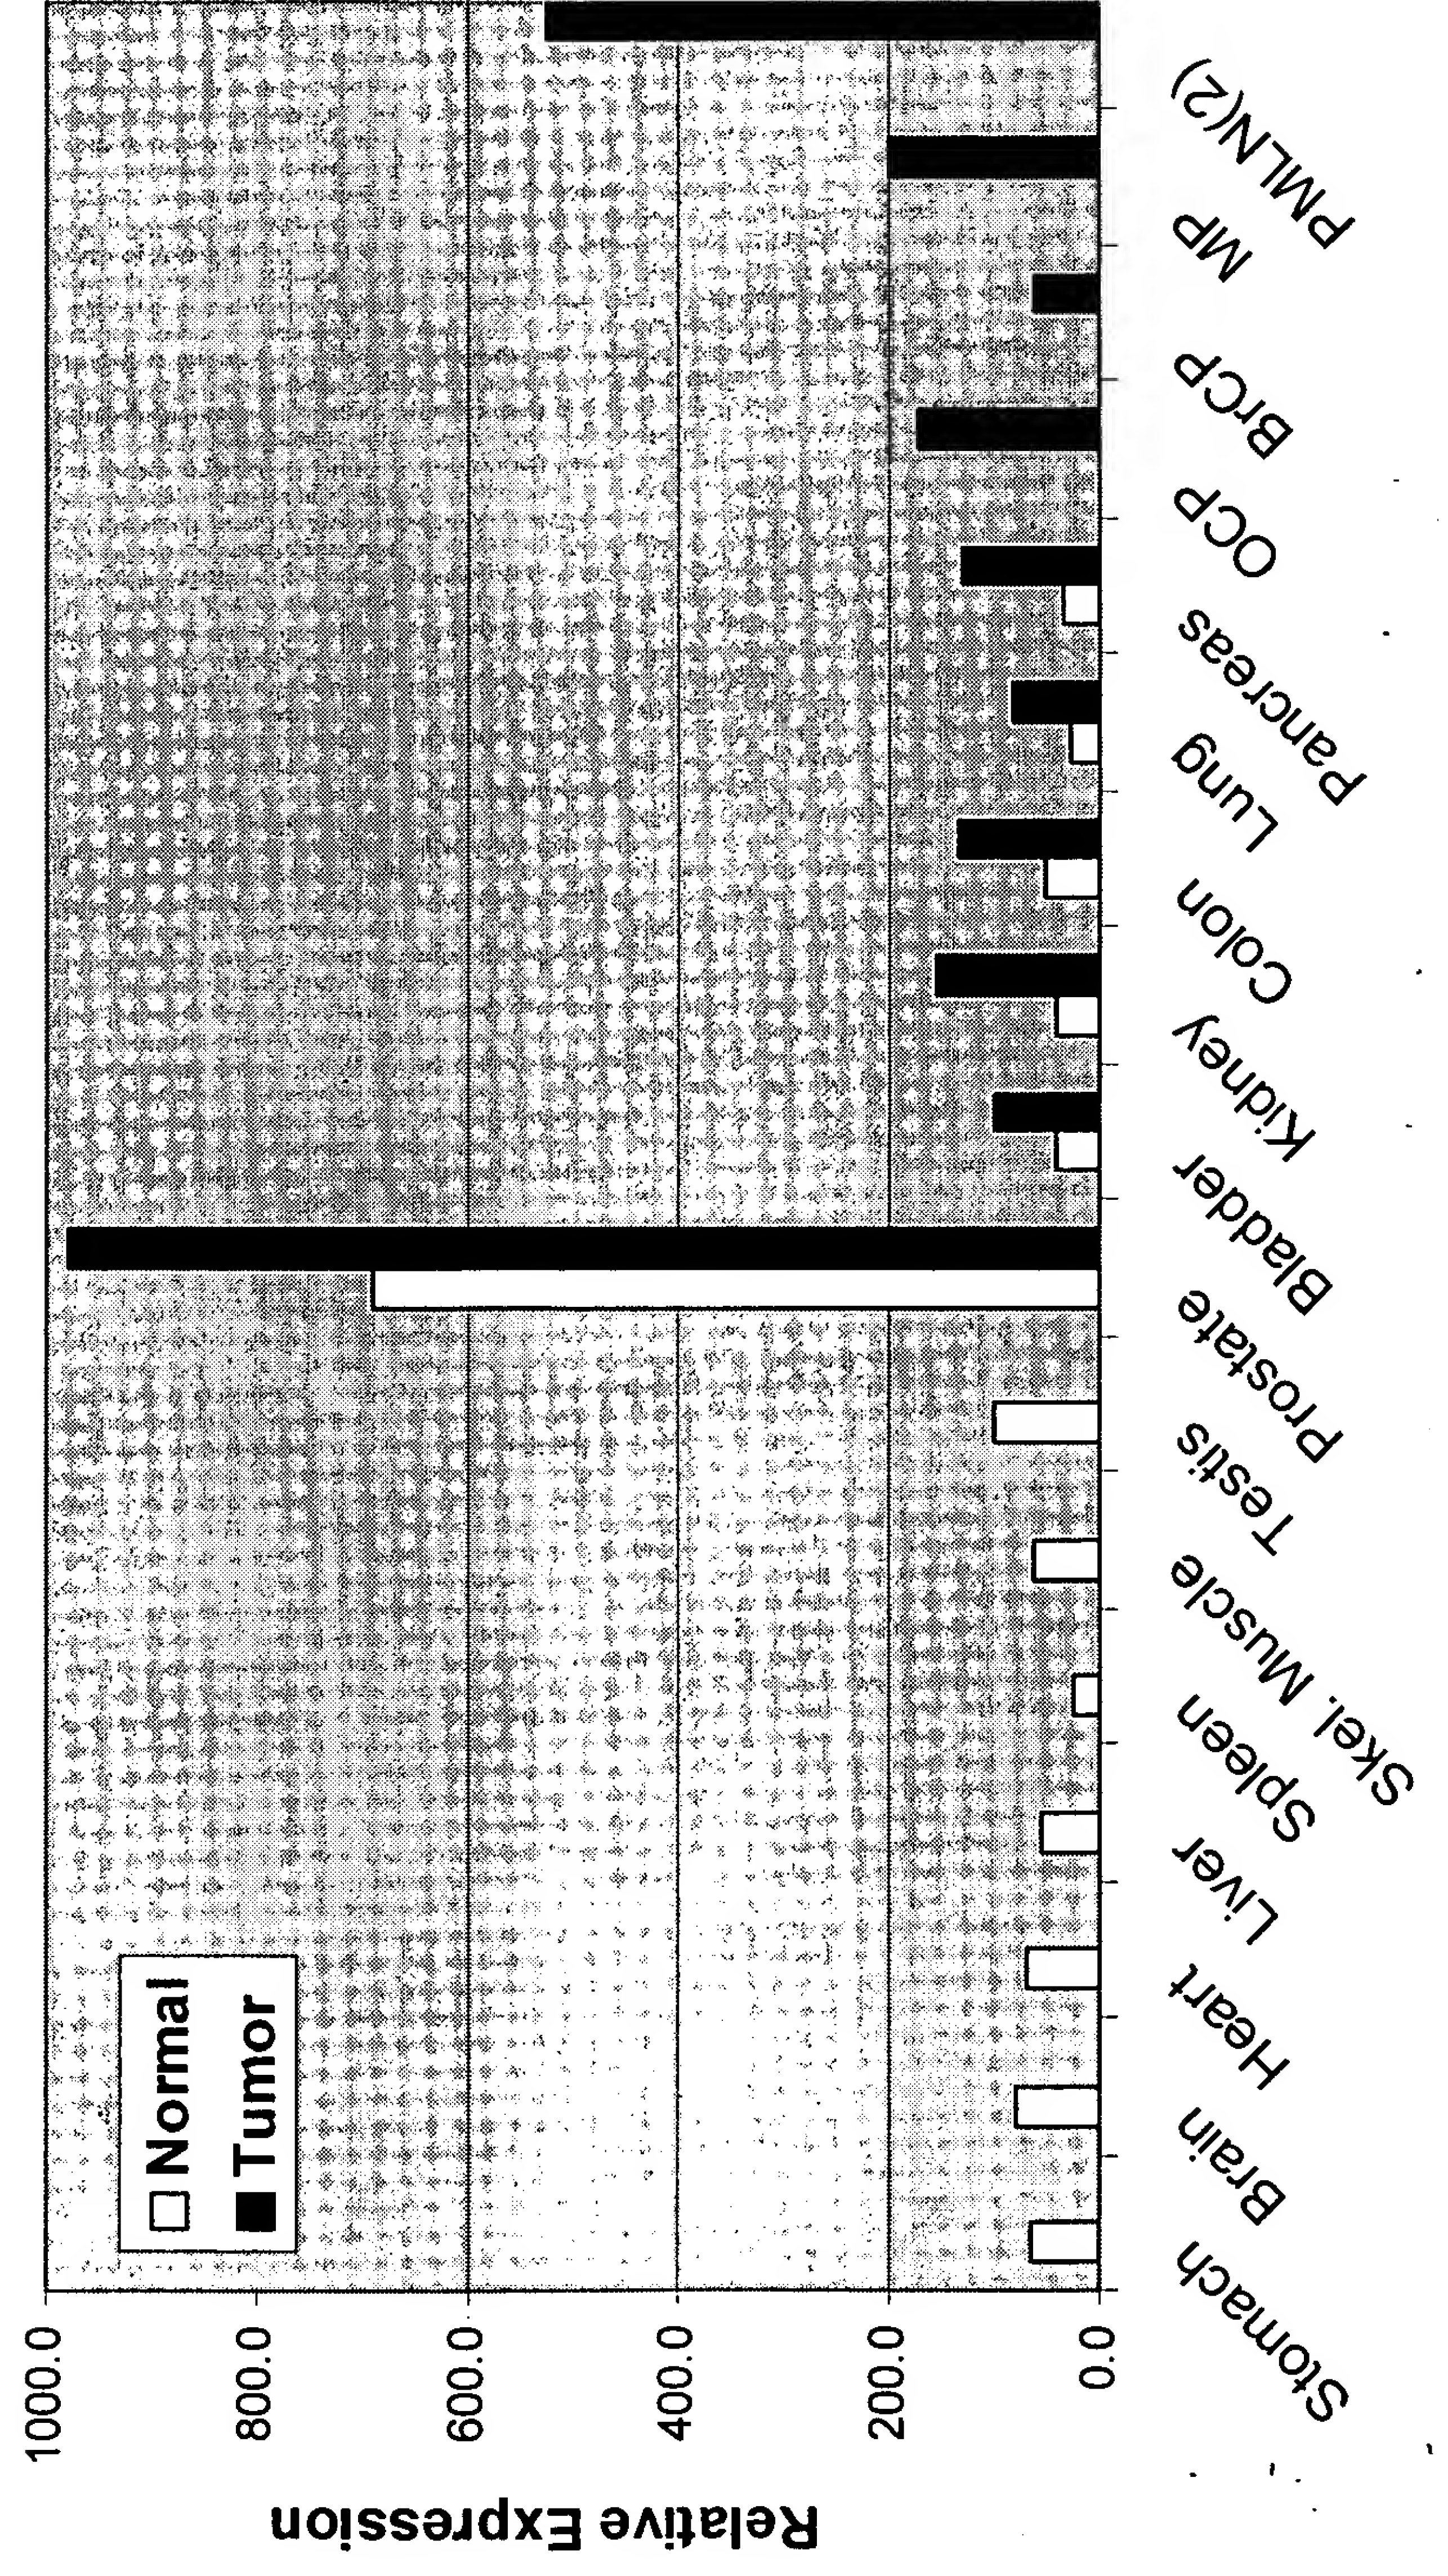 Relative Expression
1000.0
800.0
600.0
400.0
200.0
0.0
Normal
Tumor
Stomach
Brain
Heart
Liver
Spleen
Skel. Muscle
Testis
Prostate
Bladder
Kidney
Colon
Lung
Pancreas
OCP
BrCP
MP
PMLN(2)